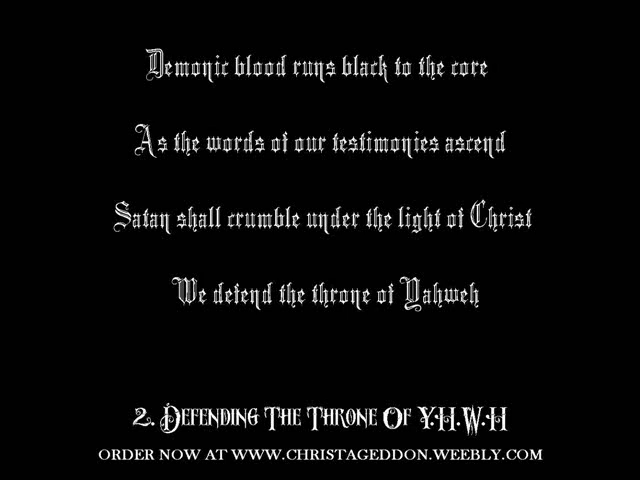 Demonic blood runs black to the core
As the words of our testimonies ascend
Satan shall crumble under the light of Christ
We defend the throne of Yahweh
2. Defending The Throne Of Y.H.W.H
ORDER NOW AT WWW.CHRISTAGEDDON.WEEBLY.COM